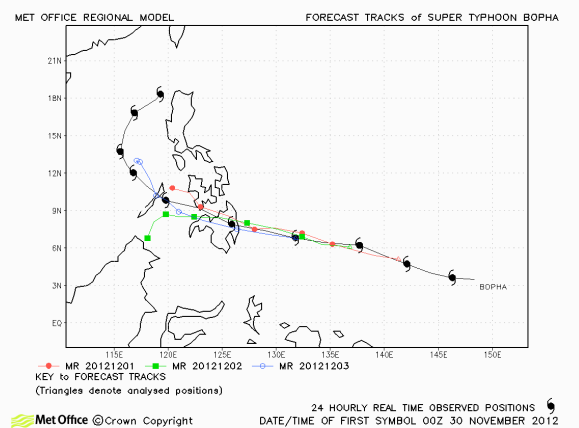 MET OFFICE REGIONAL MODEL FORECAST TRACKS of SUPER TYPHOON BOPHA
21N
18N
15N
12N
9N
6N
3N
EQ
BOPHA
115E 120E 125E 130E 135E 140E 145E 150E
MR 20121201 MR 20121202 MR 20121203
KEY to FORECAST TRACKS
(Triangles denote analysed positions)
24 HOURLY REAL TIME OBSERVED POSITIONS
Met Office © Crown Copyright DATE/TIME OF FIRST SYMBOL 00Z 30 NOVEMBER 2012